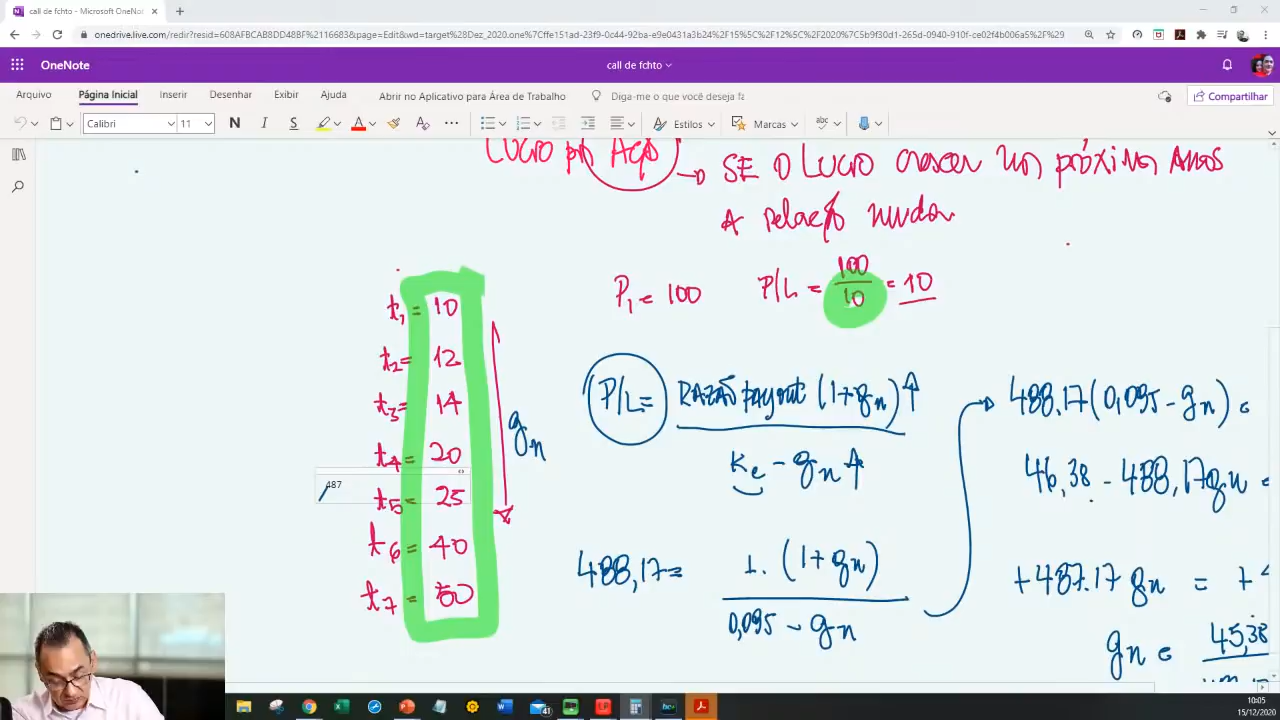 call de fchto - Microsoft OneNot
onedrive.live.com/redir?resid=608AFBCAB8DD48BF%2116683&page=Edit&wd=target%28Dez_2020.one%7Cffe151ad-23f9-0c44-92ba-e9e0431a3b24%2F15%5C%2F12%5C%2F2020%7C5b9f30d1-265d-0940-910f-ce02f4b006a5%2F%29
OneNote
call de fchto
Arquivo Página Inicial Inserir Desenhar Exibir Ajuda Abrir no Aplicativo para Área de Trabalho Diga-me o que você deseja fa Compartilhar
Calibri 11 N I S A Estilos Marcas abc
LUCRO POR AÇÃO → SE O LUCRO crescer nos próximos Anos
A relação mudar
P1 = 100 P/L = 100/10 = 10
t1 = 10
t2 = 12
t3 = 14
t4 = 20
t5 = 25
t6 = 40
t7 = 50
gn
487
P/L = RAZÃO Payout (1+gn)↑
Ke - gn↑
488,17 = 1. (1+gn)
0,095 - gn
488.17(0,095 - gn) =
46,38 - 488,17gn =
+487.17 gn = +4
gn = 45,38
10:05
15/12/2020